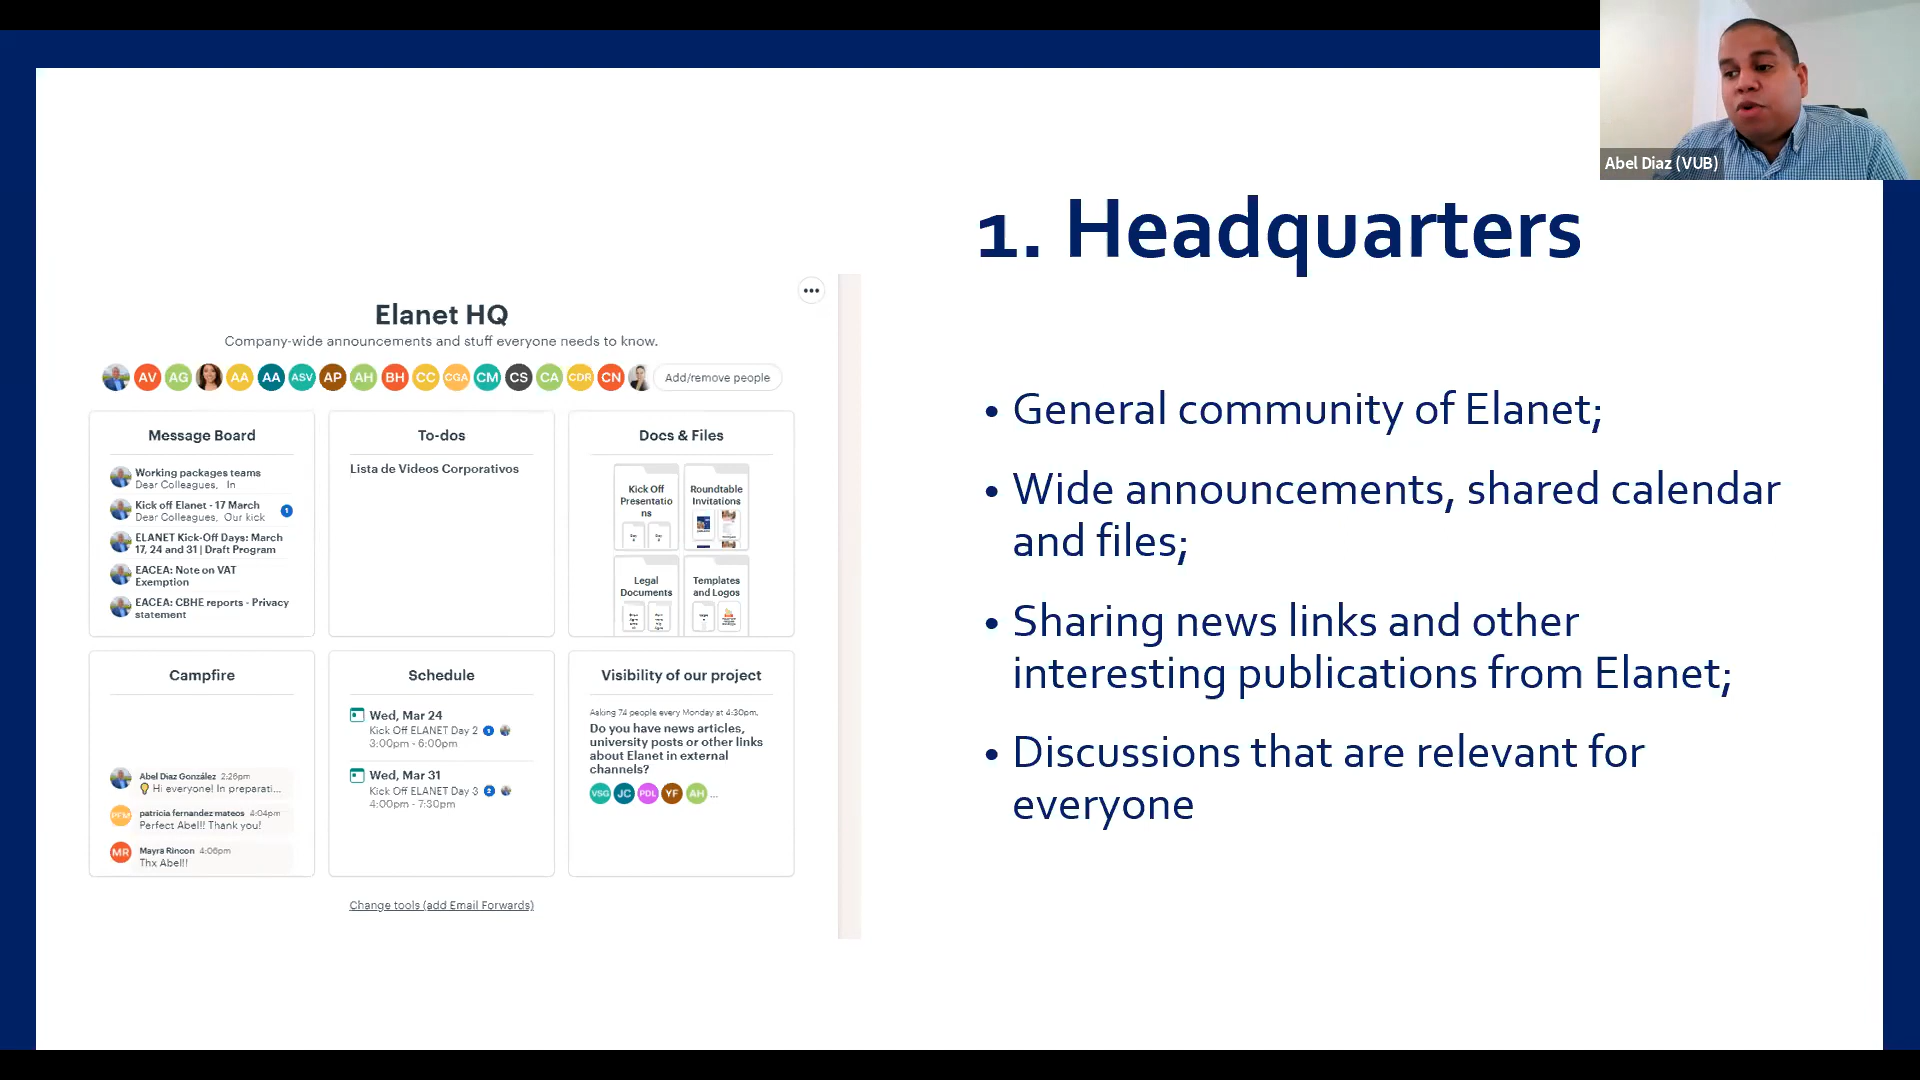 Abel Diaz (VUB)
1. Headquarters
Elanet HQ
Company-wide announcements and stuff everyone needs to know.
AV AG AA AA ASV AP AH BH CC CGA CM CS CA CDR CN Add/remove people
Message Board
Working packages teams
Dear Colleagues, In
Kick off Elanet - 17 March
Dear Colleagues, Our kick
1
ELANET Kick-Off Days: March
17, 24 and 31 | Draft Program
EACEA: Note on VAT
Exemption
EACEA: CBHE reports - Privacy
statement
To-dos
Lista de Videos Corporativos
Docs & Files
Kick Off
Presentatio
ns
Roundtable
Invitations
Legal
Documents
Templates
and Logos
Campfire
Abel Diaz González 2:26pm
Hi everyone! In preparati...
PFM
patricia fernandez mateos 4:04pm
Perfect Abel!! Thank you!
MR
Mayra Rincon 4:06pm
Thx Abel!!
Schedule
Wed, Mar 24
Kick Off ELANET Day 2 1
3:00pm - 6:00pm
Wed, Mar 31
Kick Off ELANET Day 3 2
4:00pm - 7:30pm
Visibility of our project
Asking 74 people every Monday at 4:30pm.
Do you have news articles,
university posts or other links
about Elanet in external
channels?
VSG JC PDL YF AH ...
Change tools (add Email Forwards)
• General community of Elanet;
• Wide announcements, shared calendar
and files;
• Sharing news links and other
interesting publications from Elanet;
• Discussions that are relevant for
everyone